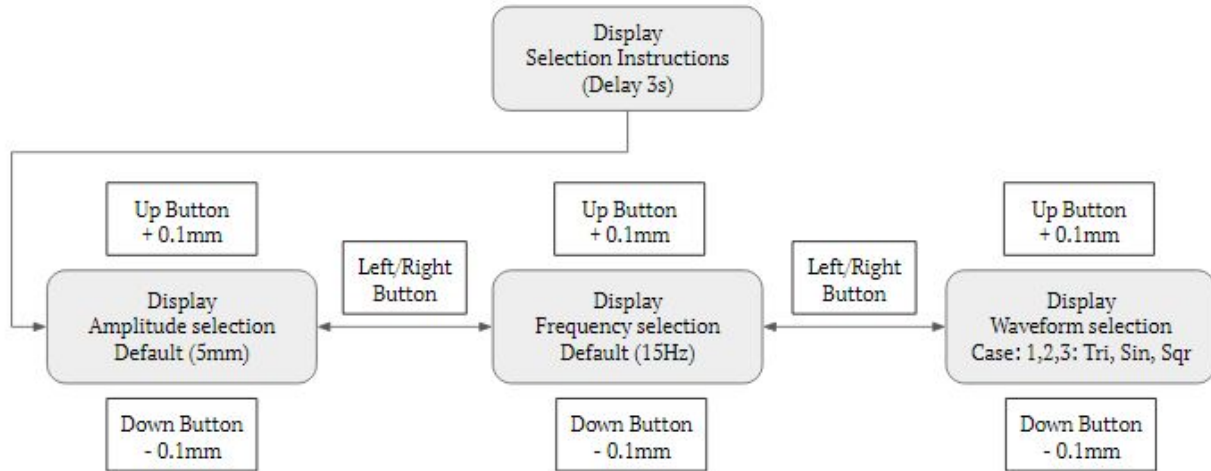 Display
Selection Instructions
(Delay 3s)
Up Button
+ 0.1mm
Up Button
+ 0.1mm
Up Button
+ 0.1mm
Left/Right
Button
Left/Right
Button
Display
Amplitude selection
Default (5mm)
Display
Frequency selection
Default (15Hz)
Display
Waveform selection
Case: 1,2,3: Tri, Sin, Sqr
Down Button
- 0.1mm
Down Button
- 0.1mm
Down Button
- 0.1mm